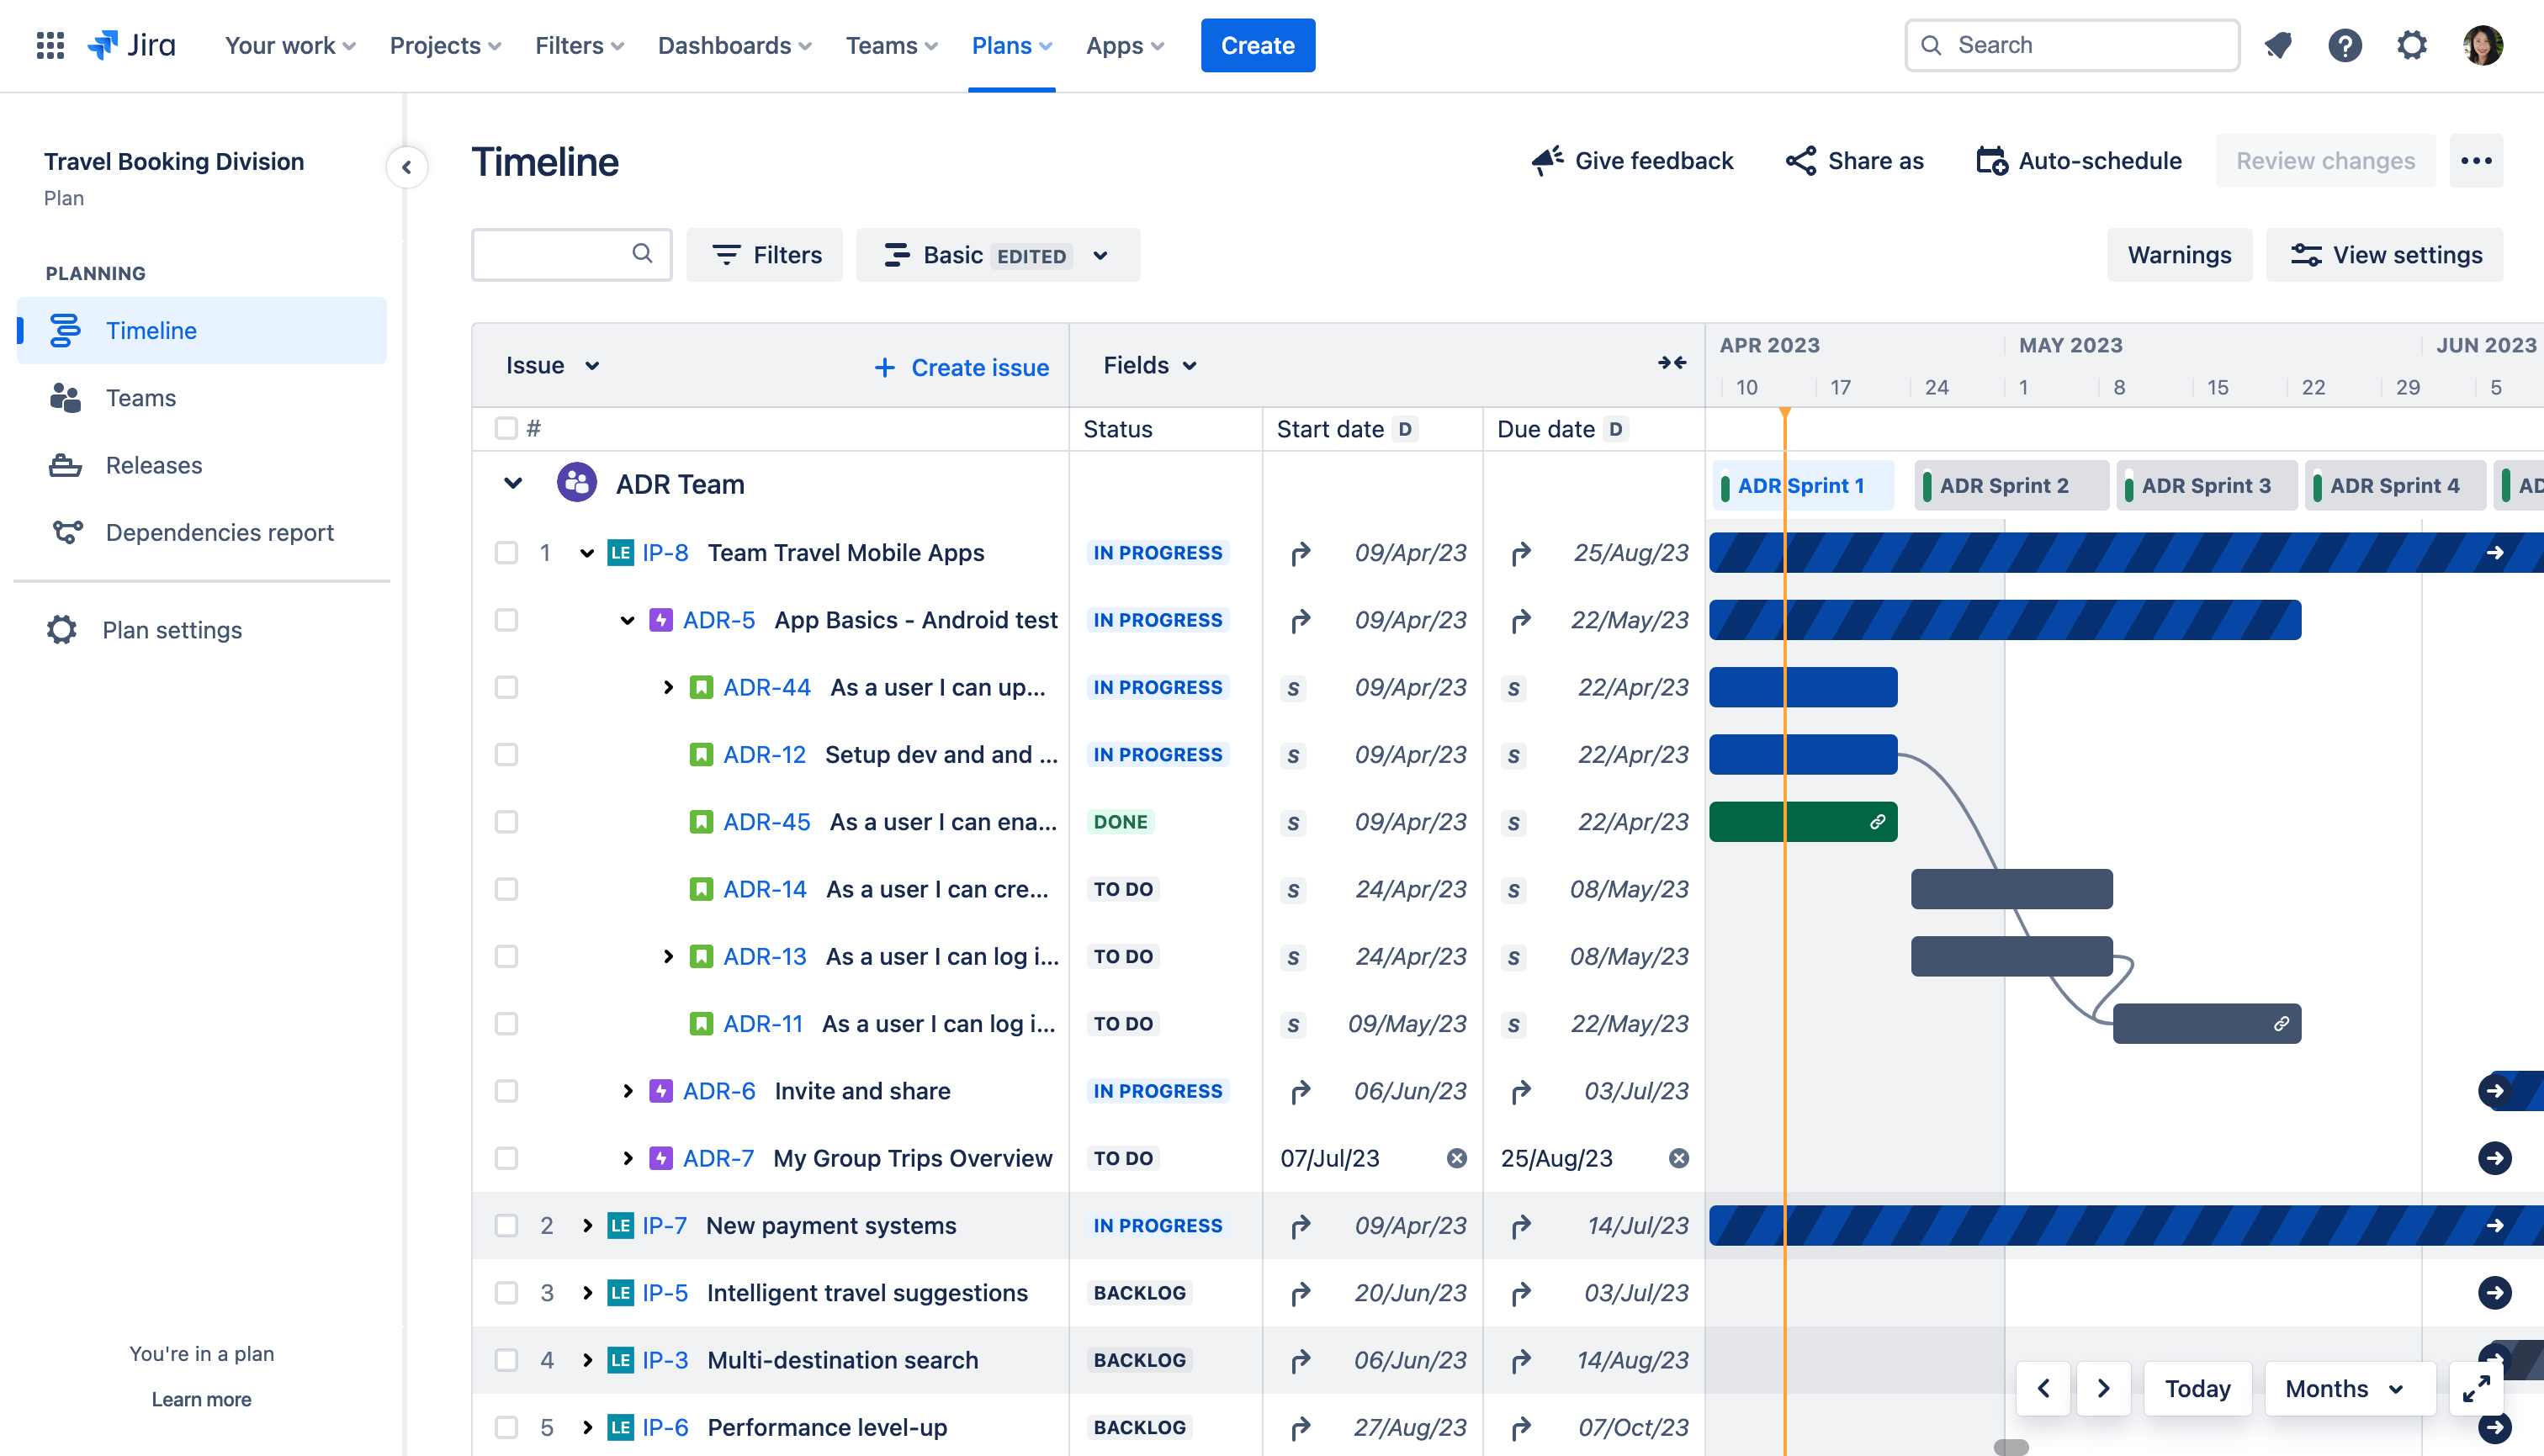 Jira Your work Projects Filters Dashboards Teams Plans Apps Create Search
Travel Booking Division
Plan
PLANNING
Timeline
Teams
Releases
Dependencies report
Plan settings
You're in a plan
Learn more
Timeline
Give feedback Share as Auto-schedule Review changes
Filters Basic EDITED Warnings View settings
Issue Create issue Fields APR 2023 MAY 2023 JUN 2023
10 17 24 1 8 15 22 29 5
# Status Start date D Due date D
ADR Team ADR Sprint 1 ADR Sprint 2 ADR Sprint 3 ADR Sprint 4 AD
1 LE IP-8 Team Travel Mobile Apps IN PROGRESS 09/Apr/23 25/Aug/23
ADR-5 App Basics - Android test IN PROGRESS 09/Apr/23 22/May/23
ADR-44 As a user I can up... IN PROGRESS S 09/Apr/23 S 22/Apr/23
ADR-12 Setup dev and and ... IN PROGRESS S 09/Apr/23 S 22/Apr/23
ADR-45 As a user I can ena... DONE S 09/Apr/23 S 22/Apr/23
ADR-14 As a user I can cre... TO DO S 24/Apr/23 S 08/May/23
ADR-13 As a user I can log i... TO DO S 24/Apr/23 S 08/May/23
ADR-11 As a user I can log i... TO DO S 09/May/23 S 22/May/23
ADR-6 Invite and share IN PROGRESS 06/Jun/23 03/Jul/23
ADR-7 My Group Trips Overview TO DO 07/Jul/23 25/Aug/23
2 LE IP-7 New payment systems IN PROGRESS 09/Apr/23 14/Jul/23
3 LE IP-5 Intelligent travel suggestions BACKLOG 20/Jun/23 03/Jul/23
4 LE IP-3 Multi-destination search BACKLOG 06/Jun/23 14/Aug/23
5 LE IP-6 Performance level-up BACKLOG 27/Aug/23 07/Oct/23
Today Months